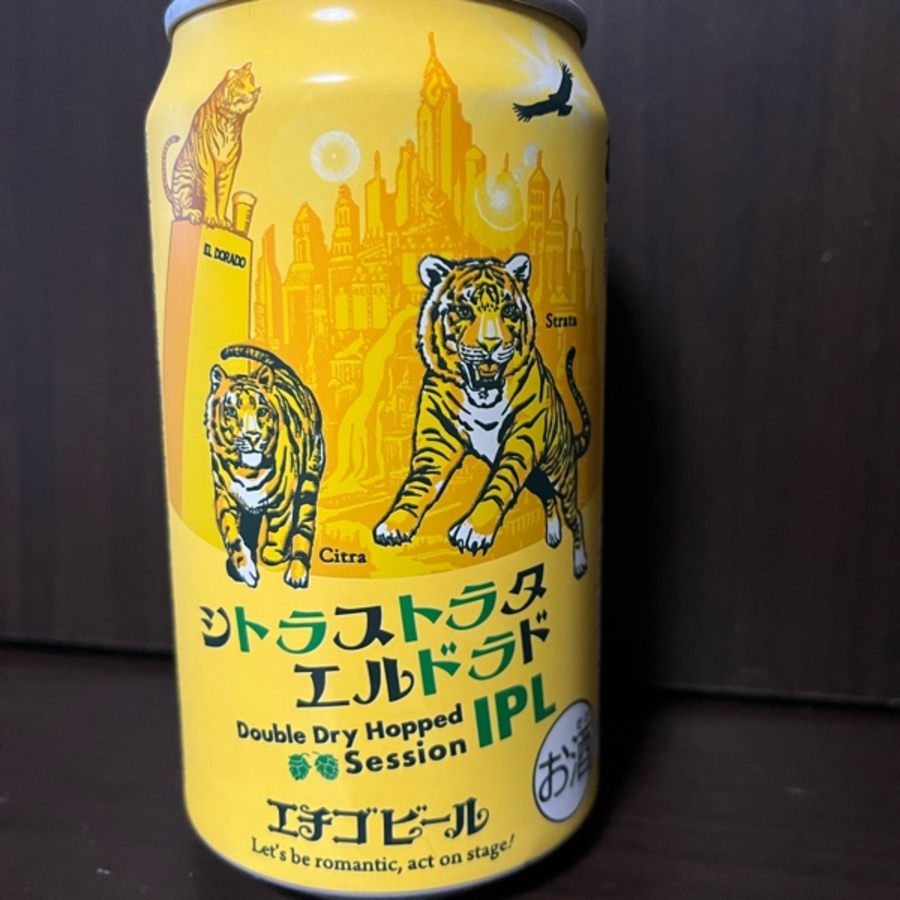 EL DORADO
Strata
Citra
シトラストラタ
エルドラド
Double Dry Hopped
Session IPL
お酒
エチゴビール
Let's be romantic, act on stage!